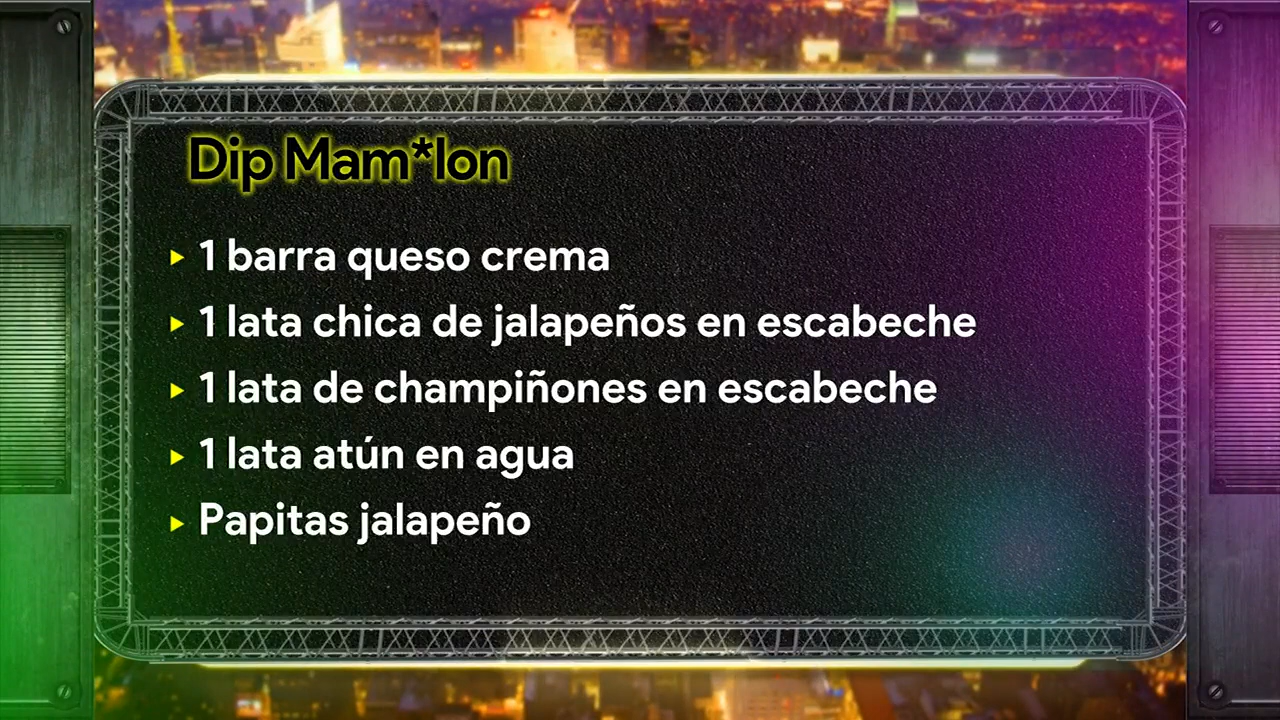 Dip Mam*lon
1 barra queso crema
1 lata chica de jalapeños en escabeche
1 lata de champiñones en escabeche
1 lata atún en agua
Papitas jalapeño